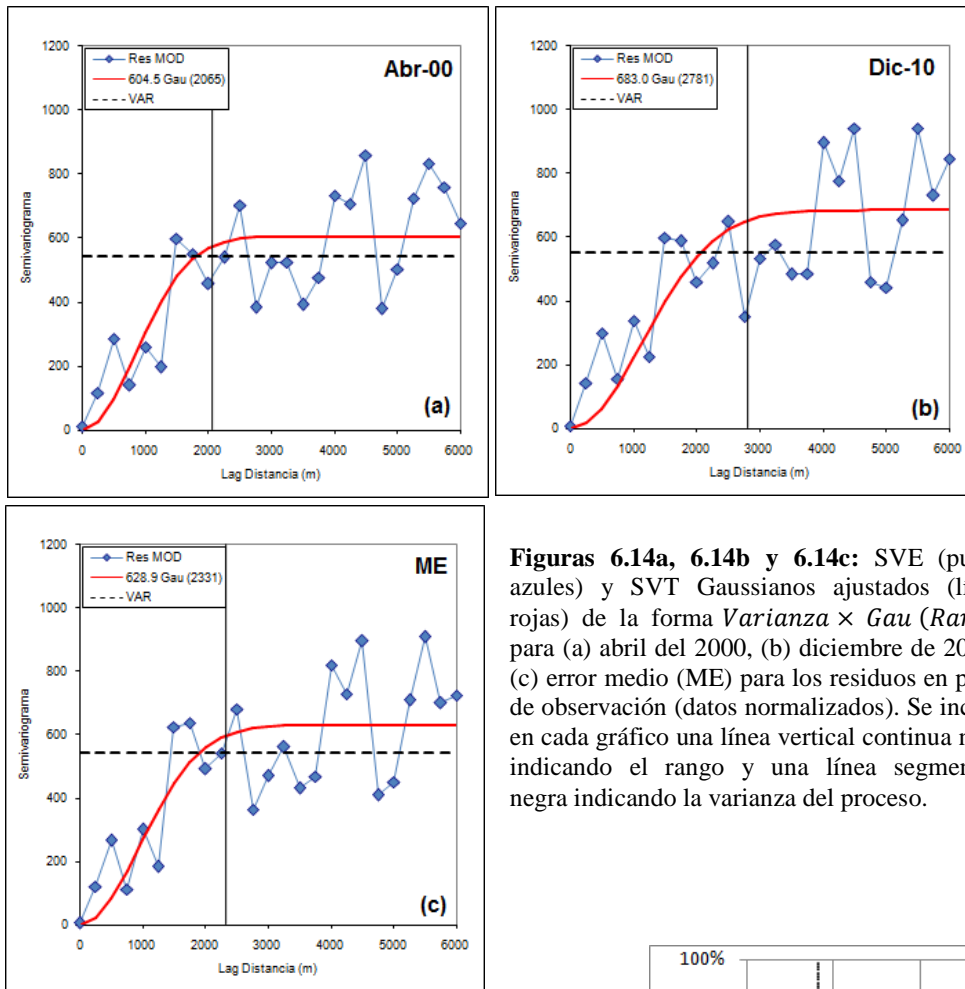 1200
1000
800
600
400
200
0
0 1000 2000 3000 4000 5000 6000
Semivariograma
Lag Distancia (m)
Res MOD
604.5 Gau (2065)
VAR
Abr-00
(a)
1200
1000
800
600
400
200
0
0 1000 2000 3000 4000 5000 6000
Semivariograma
Lag Distancia (m)
Res MOD
683.0 Gau (2781)
VAR
Dic-10
(b)
1200
1000
800
600
400
200
0
0 1000 2000 3000 4000 5000 6000
Semivariograma
Lag Distancia (m)
Res MOD
628.9 Gau (2331)
VAR
ME
(c)
Figuras 6.14a, 6.14b y 6.14c: SVE
azules) y SVT Gaussianos ajustados
rojas) de la forma Varianza × Gau
para (a) abril del 2000, (b) diciembre de
(c) error medio (ME) para los residuos en
de observación (datos normalizados). Se
en cada gráfico una línea vertical continua
indicando el rango y una línea
negra indicando la varianza del proceso.
100%